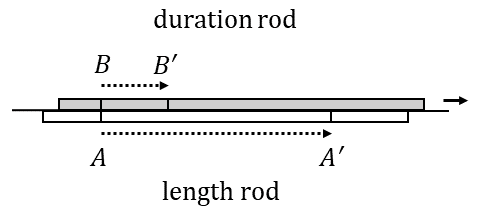 duration rod
B B′
A A′
length rod